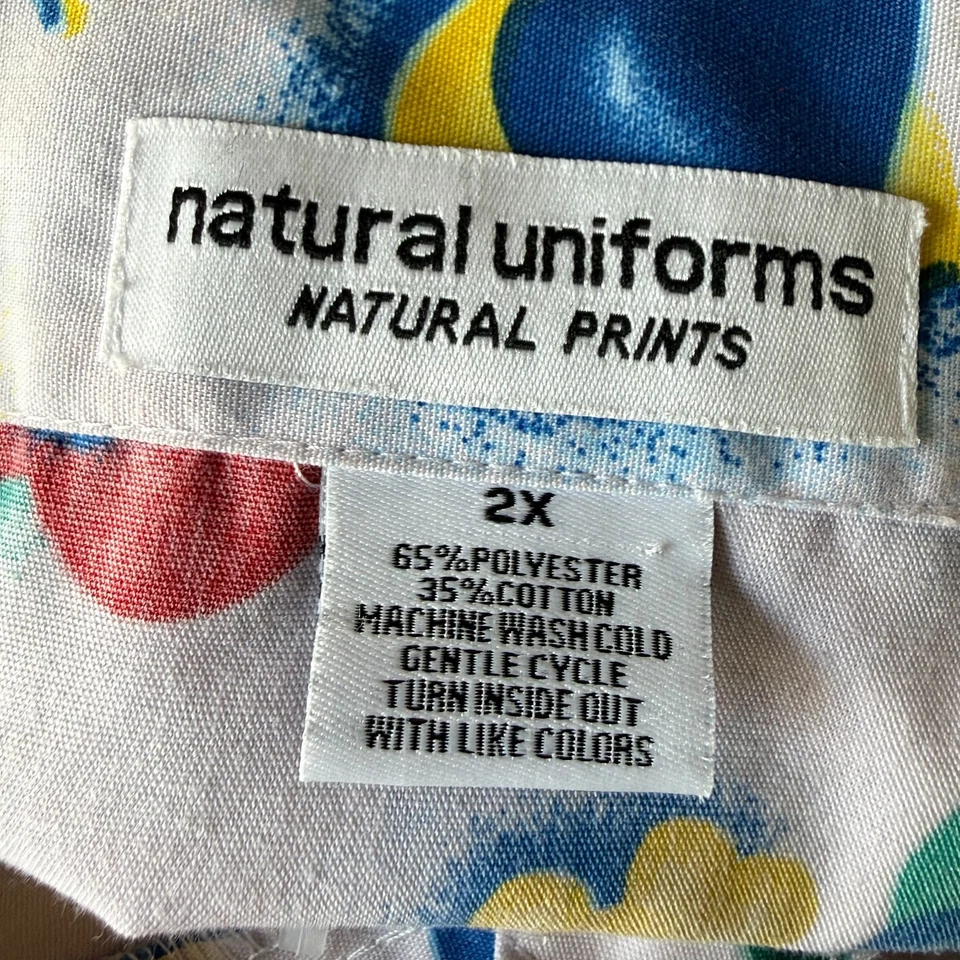 natural uniforms
NATURAL PRINTS
2X
65%POLYESTER
35%COTTON
MACHINE WASH COLD
GENTLE CYCLE
TURN INSIDE OUT
WITH LIKE COLORS